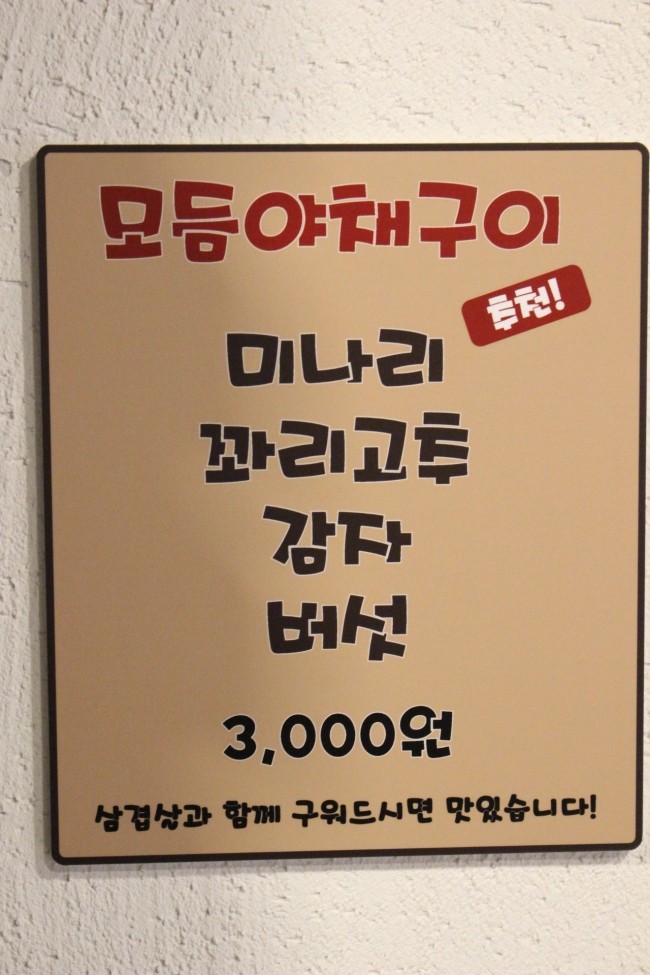 모듬야채구이
추천!
미나리
꽈리고추
감자
버섯
3,000원
삼겹살과 함께 구워드시면 맛있습니다!